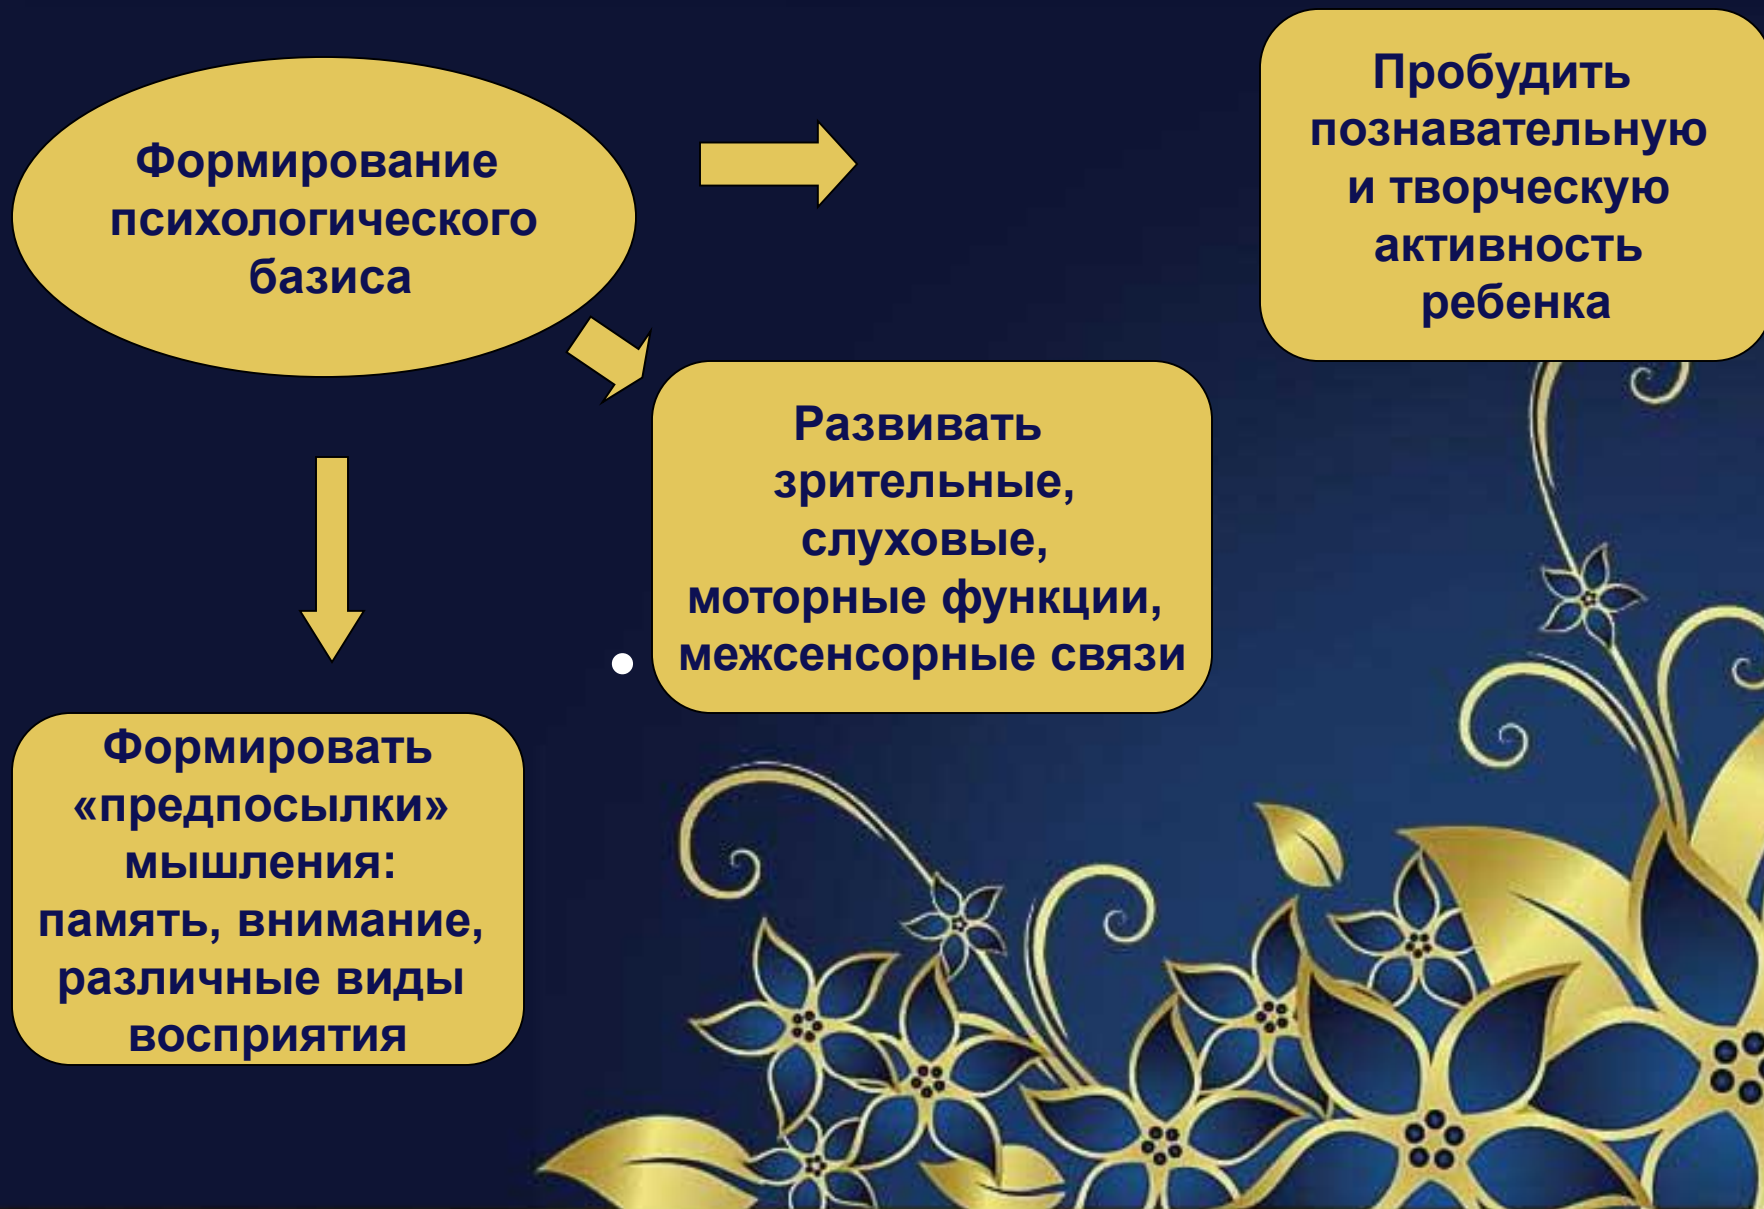 Формирование
психологического
базиса
Пробудить
познавательную
и творческую
активность
ребенка
Развивать
зрительные,
слуховые,
моторные функции,
межсенсорные связи
Формировать
«предпосылки»
мышления:
память, внимание,
различные виды
восприятия